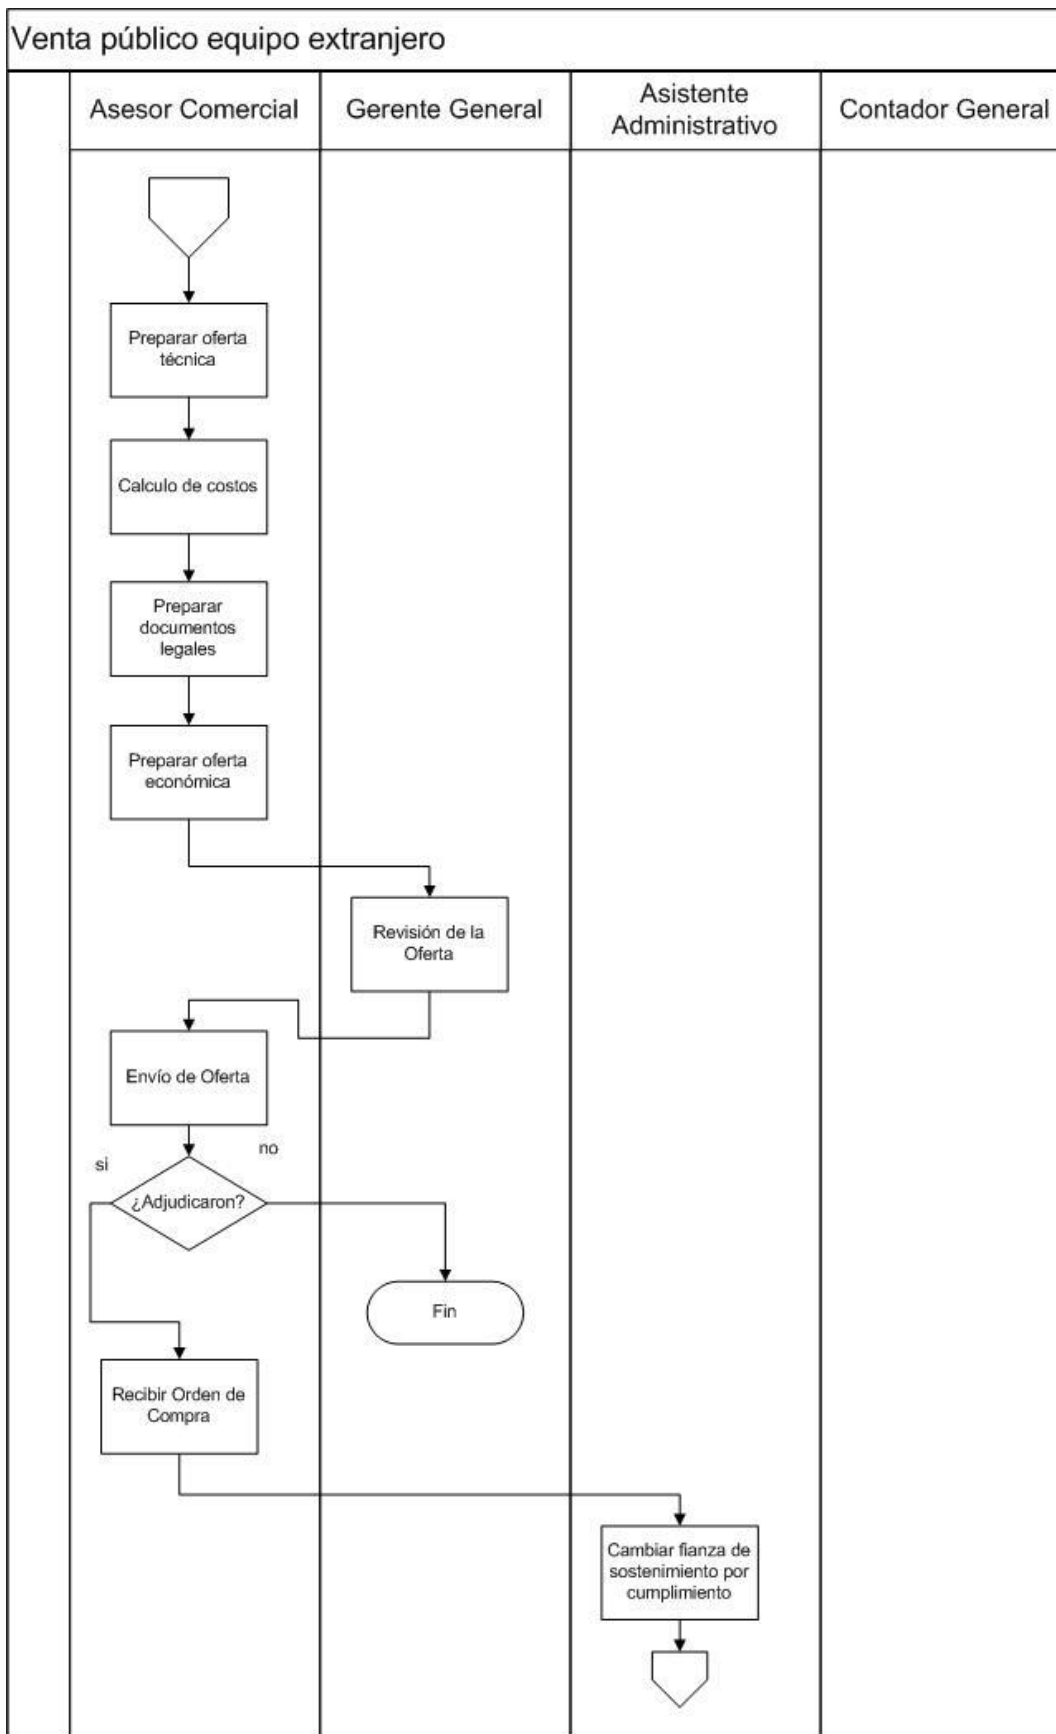 Venta público equipo extranjero
Asesor Comercial
Gerente General
Asistente
Administrativo
Contador General
Preparar oferta
técnica
Calculo de costos
Preparar
documentos
legales
Preparar oferta
económica
Revisión de la
Oferta
Envío de Oferta
si
no
¿Adjudicaron?
Fin
Recibir Orden de
Compra
Cambiar fianza de
sostenimiento por
cumplimiento